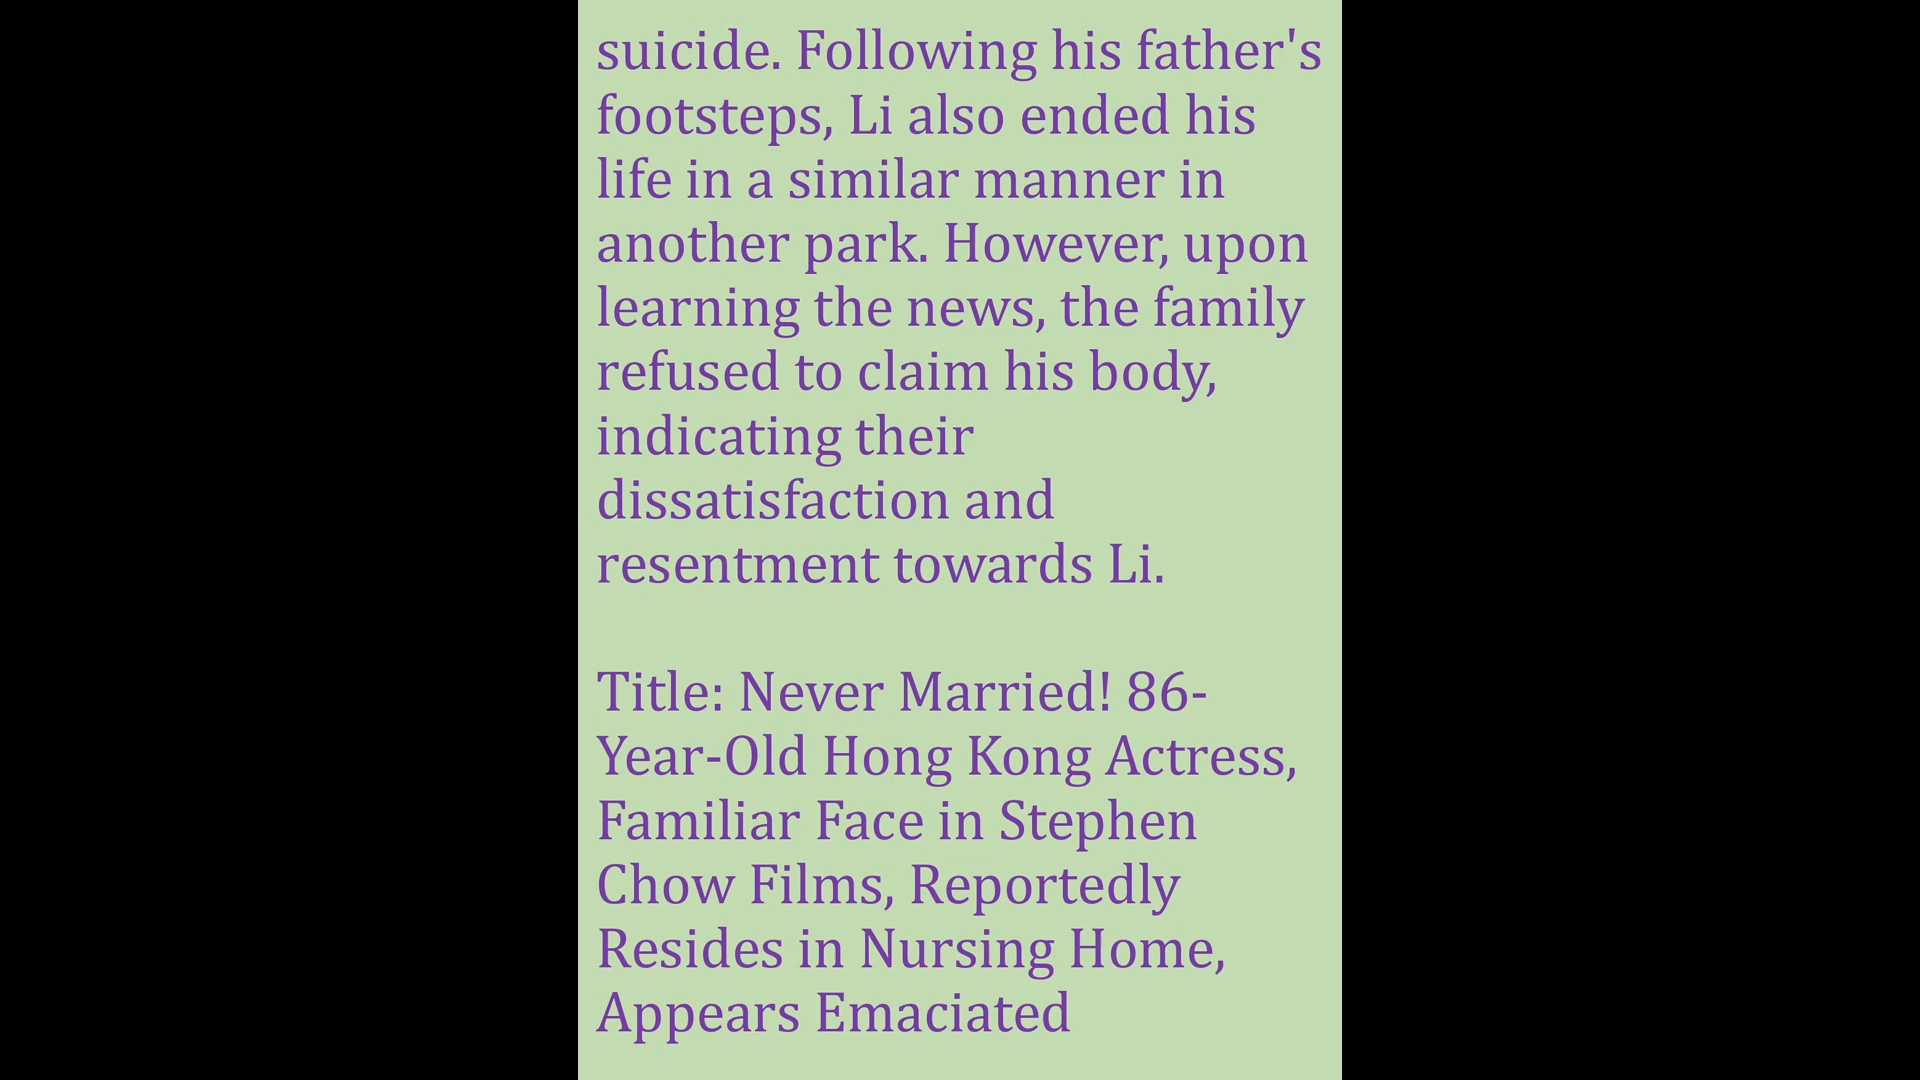 suicide. Following his father's
footsteps, Li also ended his
life in a similar manner in
another park. However, upon
learning the news, the family
refused to claim his body,
indicating their
dissatisfaction and
resentment towards Li.
Title: Never Married! 86-
Year-Old Hong Kong Actress,
Familiar Face in Stephen
Chow Films, Reportedly
Resides in Nursing Home,
Appears Emaciated